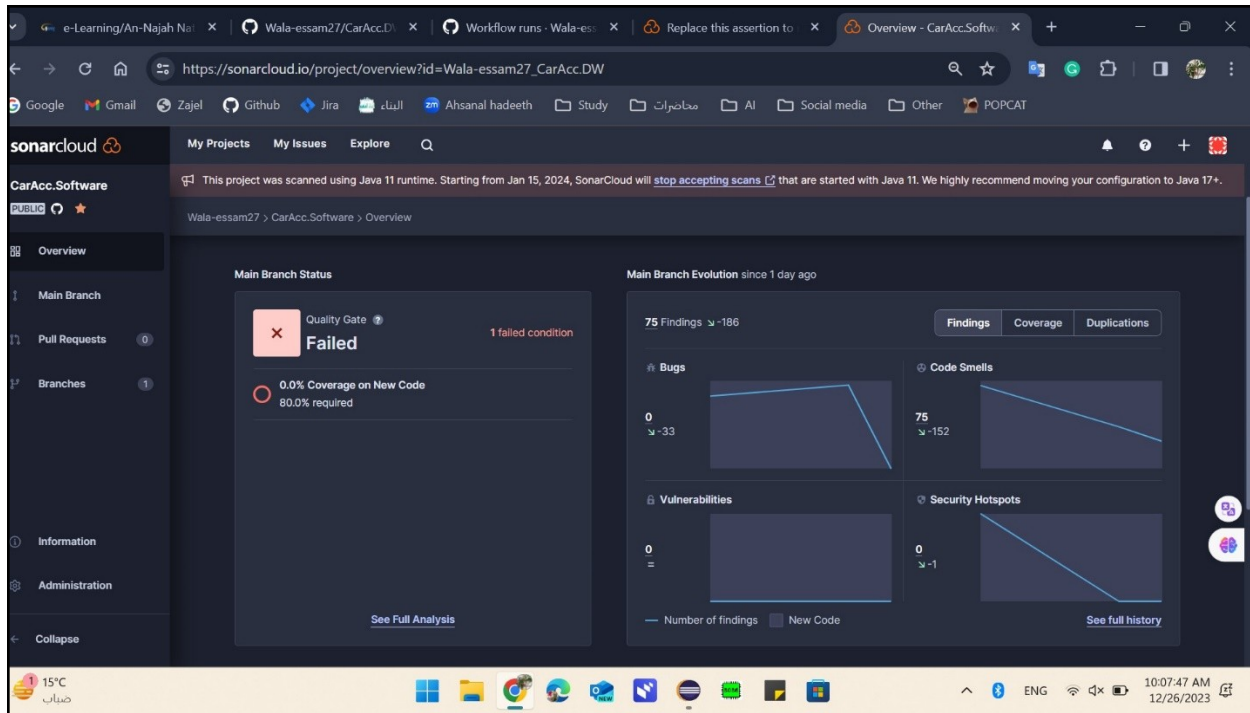 e-Learning/An-Najah Nat
Wala-essam27/CarAcc.D
Workflow runs · Wala-es
Replace this assertion to
Overview - CarAcc.Softw
https://sonarcloud.io/project/overview?id=Wala-essam27_CarAcc.DW
Google
Gmail
Zajel
Github
Jira
البناء
zm
Ahsanal hadeeth
Study
محاضرات
AI
Social media
Other
POPCAT
sonarcloud
My Projects
My Issues
Explore
CarAcc.Software
PUBLIC
This project was scanned using Java 11 runtime. Starting from Jan 15, 2024, SonarCloud will stop accepting scans that are started with Java 11. We highly recommend moving your configuration to Java 17+.
Wala-essam27 > CarAcc.Software > Overview
Overview
Main Branch
Pull Requests 0
Branches 1
Information
Administration
Collapse
Main Branch Status
Quality Gate ?
Failed
1 failed condition
0.0% Coverage on New Code
80.0% required
See Full Analysis
Main Branch Evolution since 1 day ago
75 Findings -186
Findings
Coverage
Duplications
Bugs
0
-33
Code Smells
75
-152
Vulnerabilities
0
=
Security Hotspots
0
-1
Number of findings
New Code
See full history
1
15°C
ضباب
NEW
ENG
10:07:47 AM
12/26/2023